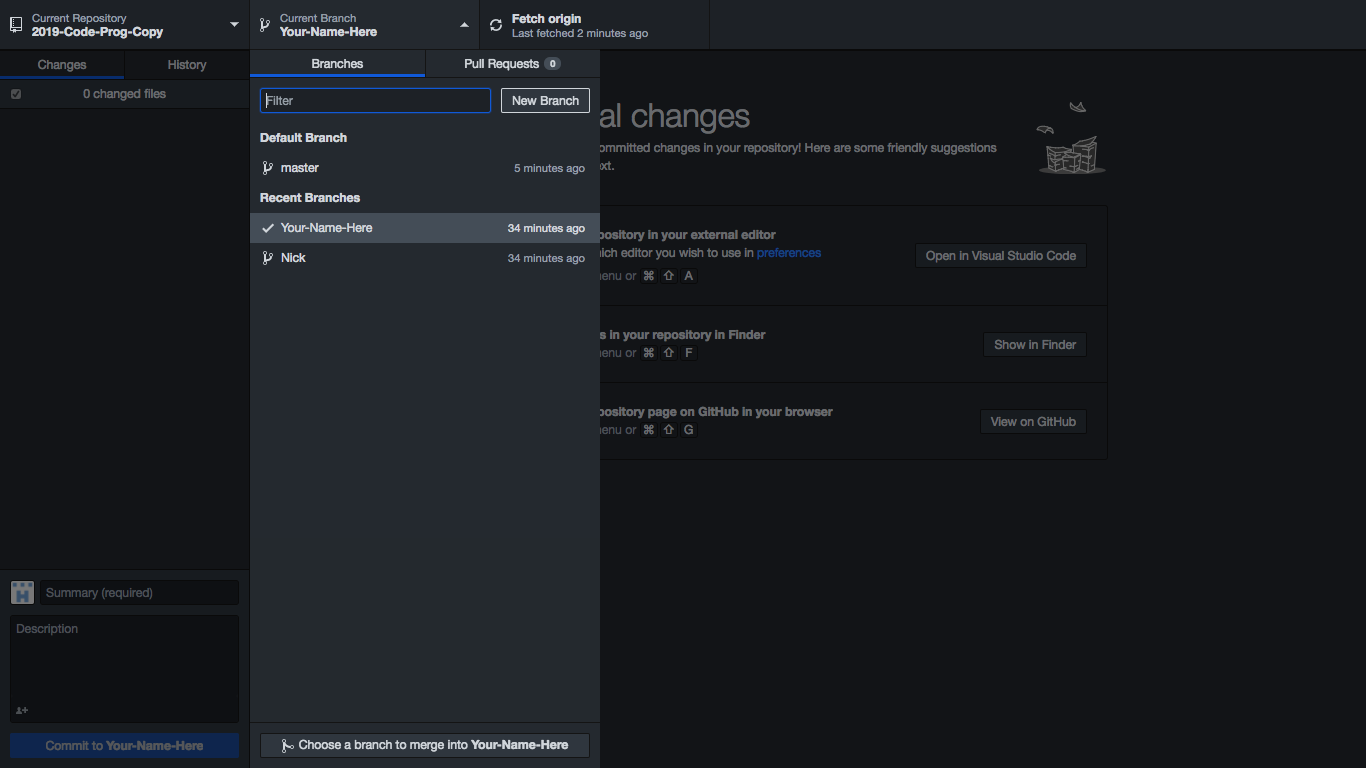 Current Repository
2019-Code-Prog-Copy
Current Branch
Your-Name-Here
Fetch origin
Last fetched 2 minutes ago
Changes
History
0 changed files
Branches
Pull Requests 0
Filter
New Branch
Default Branch
master 5 minutes ago
Recent Branches
Your-Name-Here 34 minutes ago
Nick 34 minutes ago
Choose a branch to merge into Your-Name-Here
al changes
ommitted changes in your repository! Here are some friendly suggestions
xt.
pository in your external editor
ich editor you wish to use in preferences
enu or ⌘ ⇧ A
Open in Visual Studio Code
s in your repository in Finder
enu or ⌘ ⇧ F
Show in Finder
pository page on GitHub in your browser
enu or ⌘ ⇧ G
View on GitHub
Summary (required)
Description
Commit to Your-Name-Here